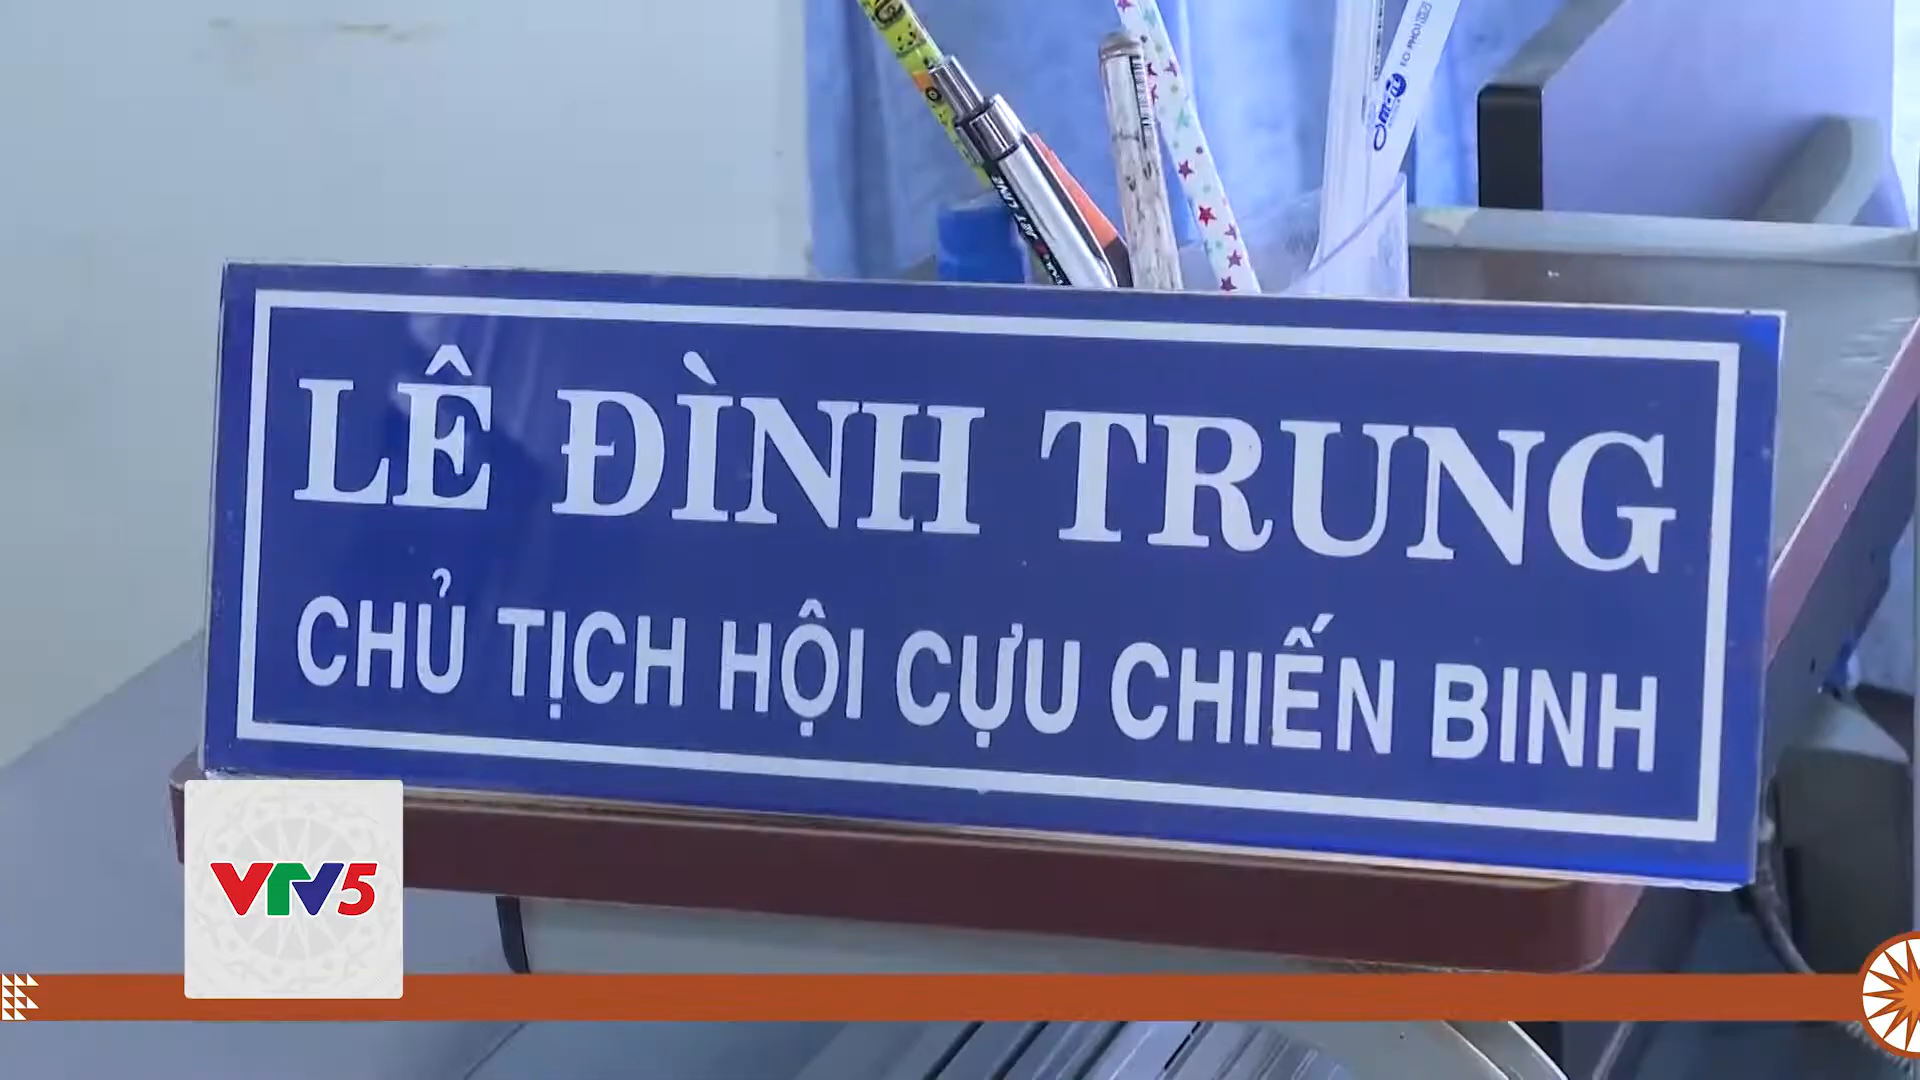 LÊ ĐÌNH TRUNG
CHỦ TỊCH HỘI CỰU CHIẾN BINH
VTV5